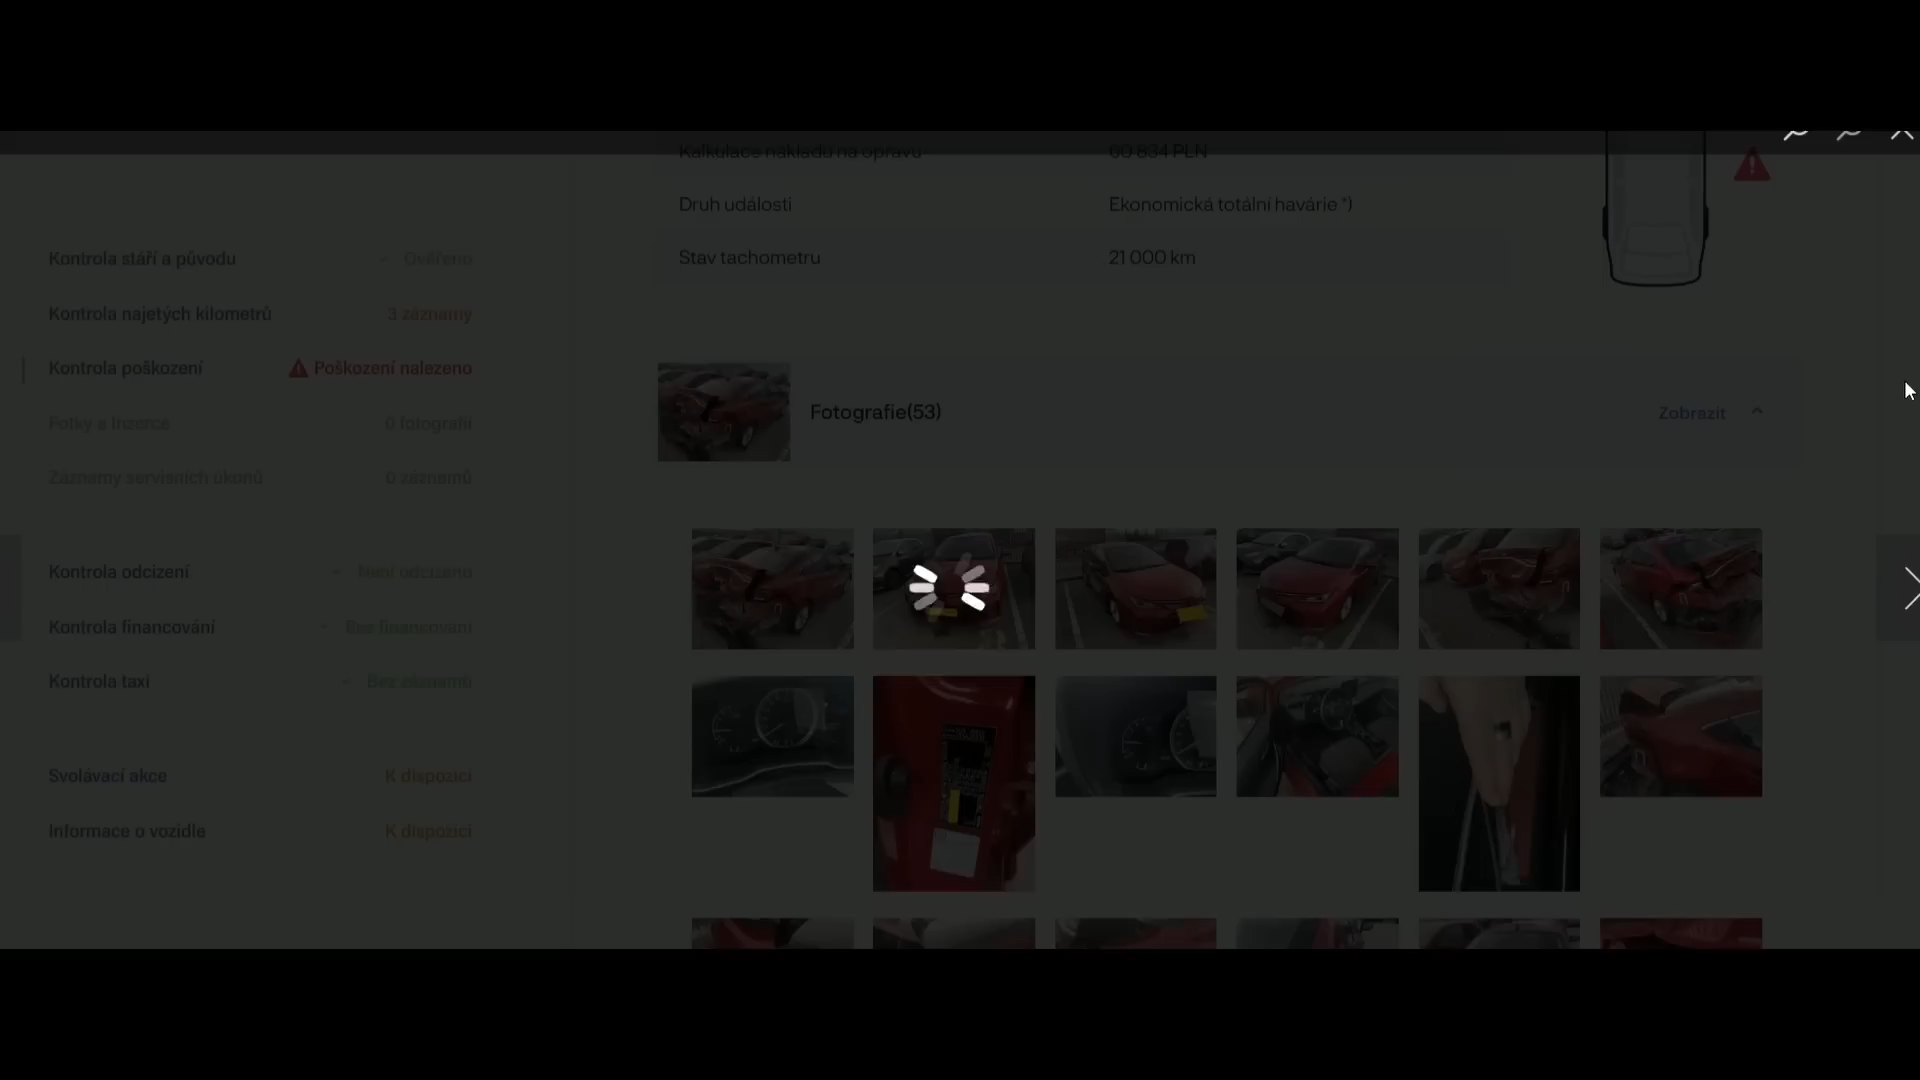 Kalkulace nákladů na opravu 60 834 PLN
Druh události Ekonomická totální havárie *)
Stav tachometru 21 000 km
Kontrola stáří a původu Ověřeno
Kontrola najetých kilometrů 3 záznamy
Kontrola poškození Poškození nalezeno
Fotky z inzerce 0 fotografií
Záznamy servisních úkonů 0 záznamů
Kontrola odcizení Není odcizeno
Kontrola financování Bez financování
Kontrola taxi Bez záznamu
Svolávací akce K dispozici
Informace o vozidle K dispozici
Fotografie(53) Zobrazit